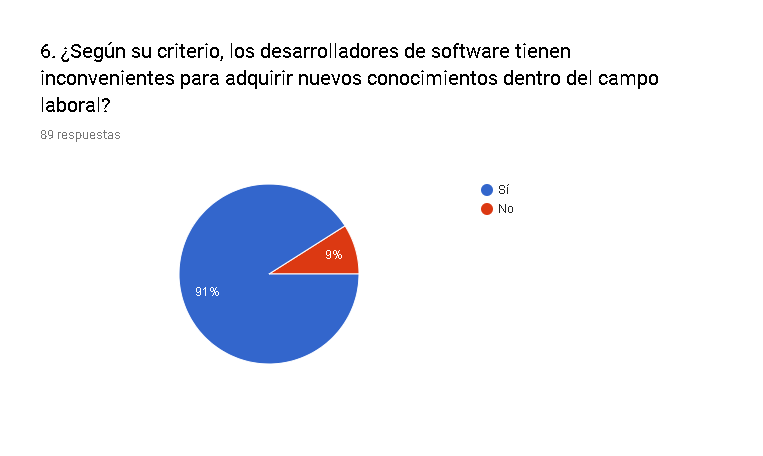 6. ¿Según su criterio, los desarrolladores de software tienen
inconvenientes para adquirir nuevos conocimientos dentro del campo
laboral?
89 respuestas
Sí
No
9%
91%